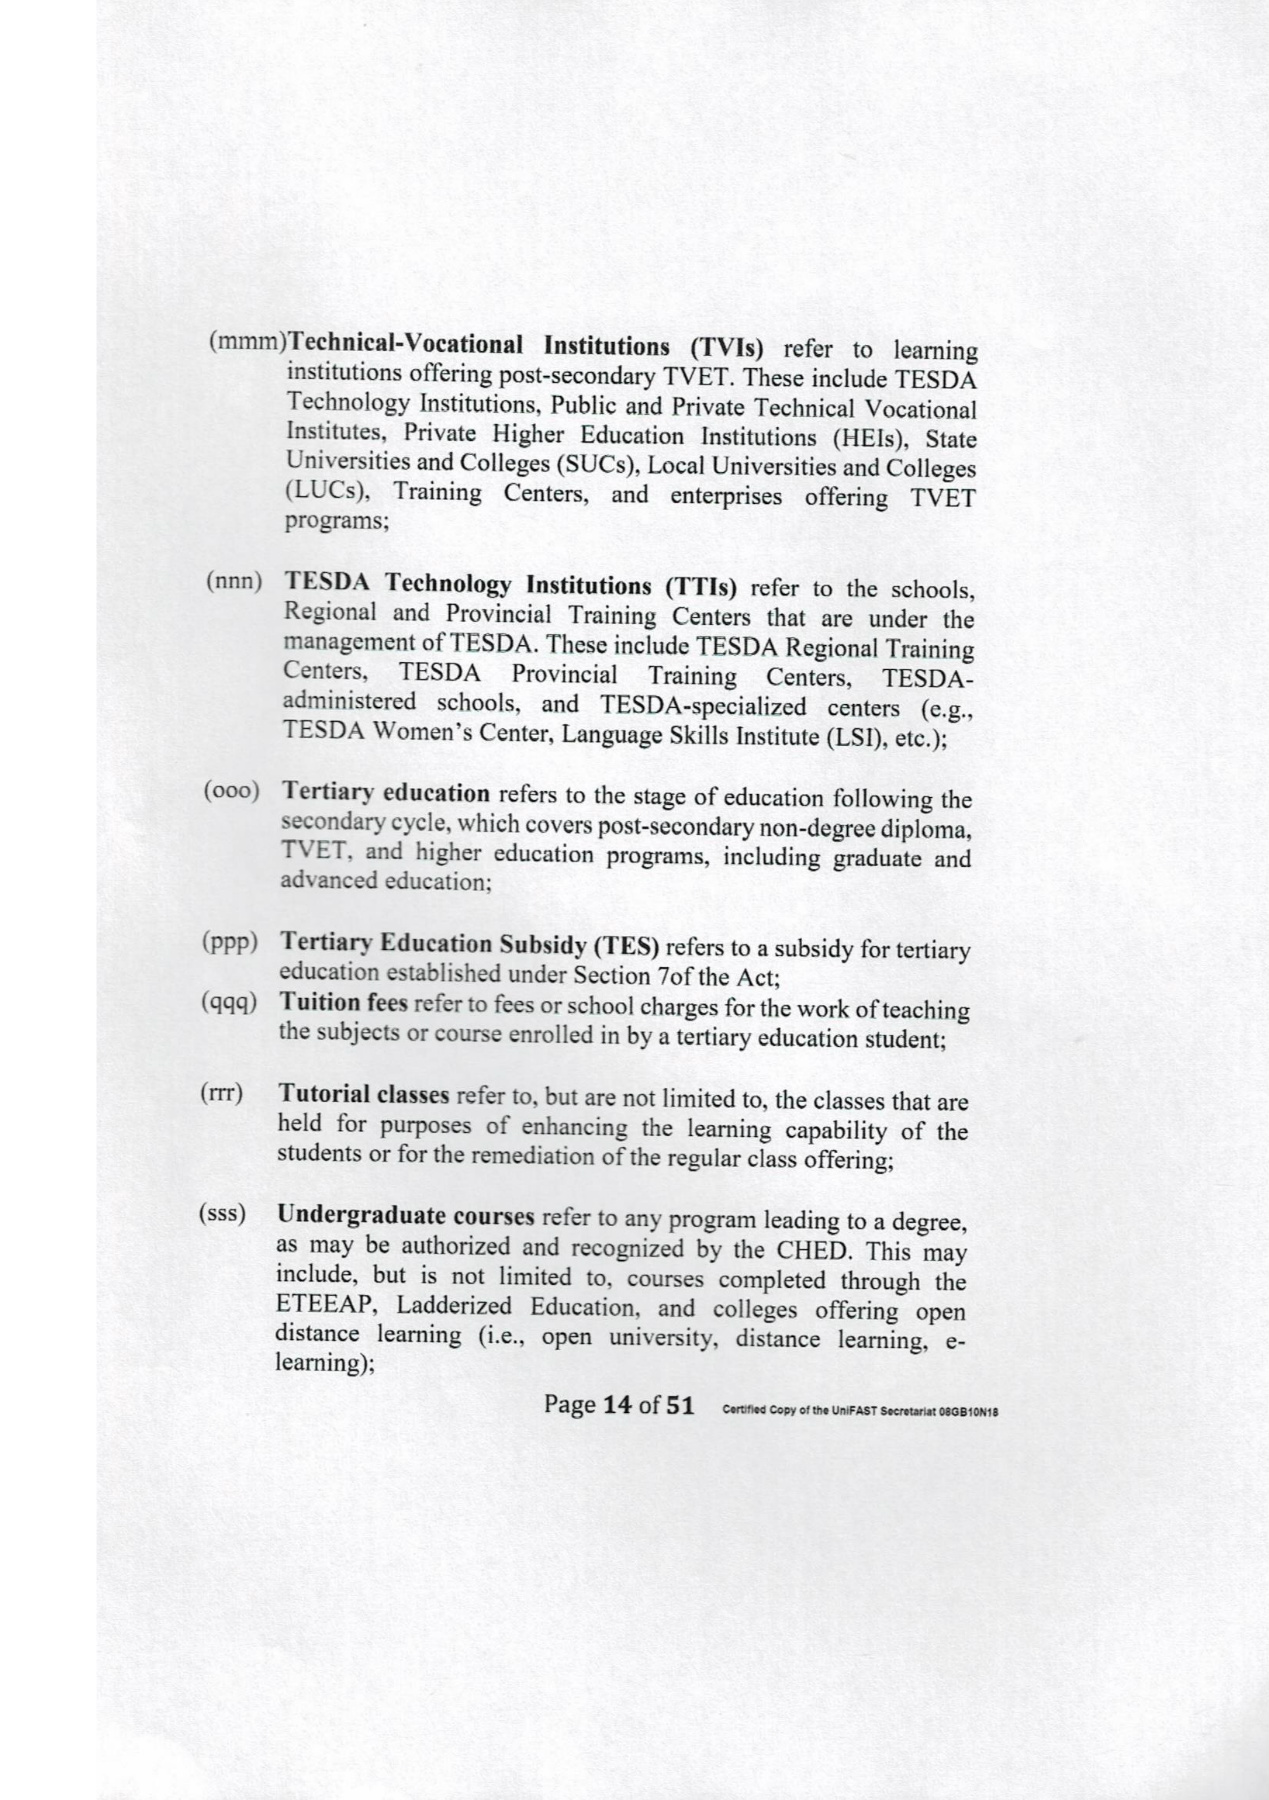 (mmm)Technical-Vocational Institutions (TVIs) refer to learning
institutions offering post-secondary TVET. These include TESDA
Technology Institutions, Public and Private Technical Vocational
Institutes, Private Higher Education Institutions (HEIs), State
Universities and Colleges (SUCs), Local Universities and Colleges
(LUCs), Training Centers, and enterprises offering TVET
programs;
(nnn) TESDA Technology Institutions (TTIs) refer to the schools,
Regional and Provincial Training Centers that are under the
management of TESDA. These include TESDA Regional Training
Centers, TESDA Provincial Training Centers, TESDA-
administered schools, and TESDA-specialized centers (e.g.,
TESDA Women's Center, Language Skills Institute (LSI), etc.);
(ooo) Tertiary education refers to the stage of education following the
secondary cycle, which covers post-secondary non-degree diploma,
TVET, and higher education programs, including graduate and
advanced education;
(ppp) Tertiary Education Subsidy (TES) refers to a subsidy for tertiary
education established under Section 7of the Act;
(qqq) Tuition fees refer to fees or school charges for the work of teaching
the subjects or course enrolled in by a tertiary education student;
(rrr) Tutorial classes refer to, but are not limited to, the classes that are
held for purposes of enhancing the learning capability of the
students or for the remediation of the regular class offering;
(sss) Undergraduate courses refer to any program leading to a degree,
as may be authorized and recognized by the CHED. This may
include, but is not limited to, courses completed through the
ETEEAP, Ladderized Education, and colleges offering open
distance learning (i.e., open university, distance learning, e-
learning);
Page 14 of 51 Certified Copy of the UniFAST Secretariat 08GB10N18